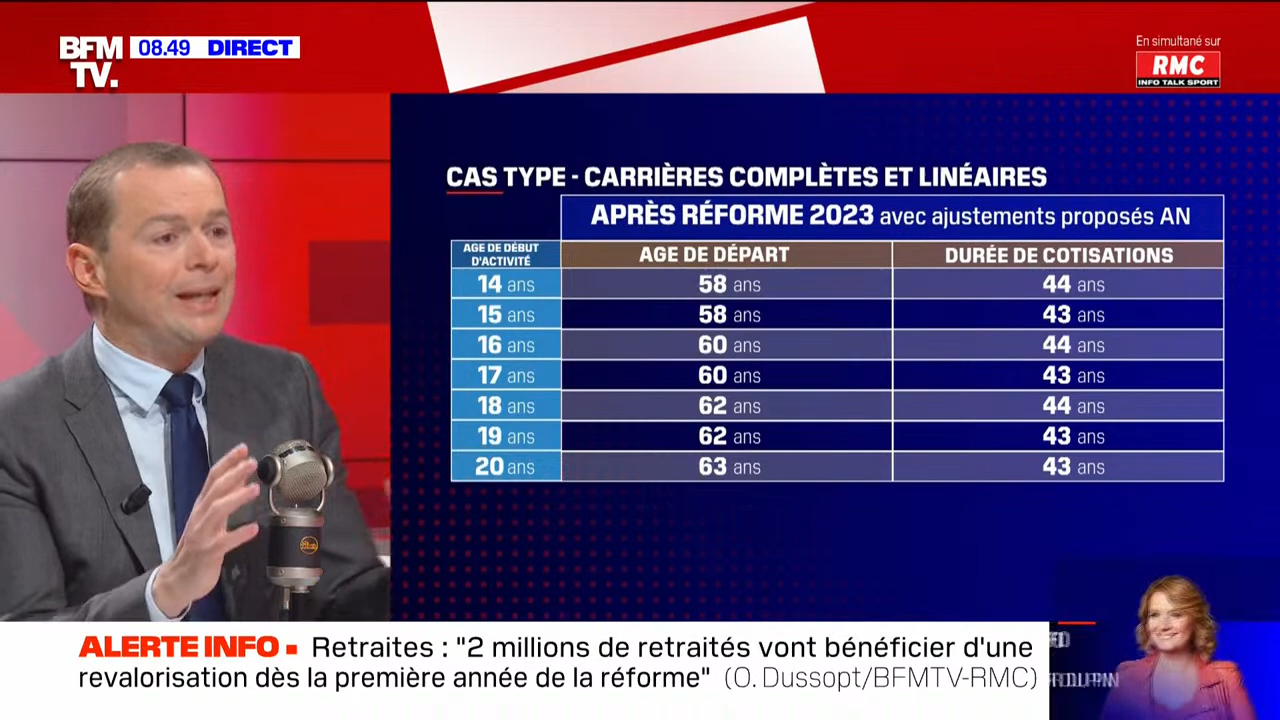 BFM
TV.
08.49 DIRECT
En simultané sur
RMC
INFO TALK SPORT
CAS TYPE - CARRIÈRES COMPLÈTES ET LINÉAIRES
APRÈS RÉFORME 2023 avec ajustements proposés AN
AGE DE DÉBUT
D'ACTIVITÉ
AGE DE DÉPART
DURÉE DE COTISATIONS
14 ans 58 ans 44 ans
15 ans 58 ans 43 ans
16 ans 60 ans 44 ans
17 ans 60 ans 43 ans
18 ans 62 ans 44 ans
19 ans 62 ans 43 ans
20 ans 63 ans 43 ans
ALERTE INFO Retraites : "2 millions de retraités vont bénéficier d'une
revalorisation dès la première année de la réforme" (O. Dussopt/BFMTV-RMC)